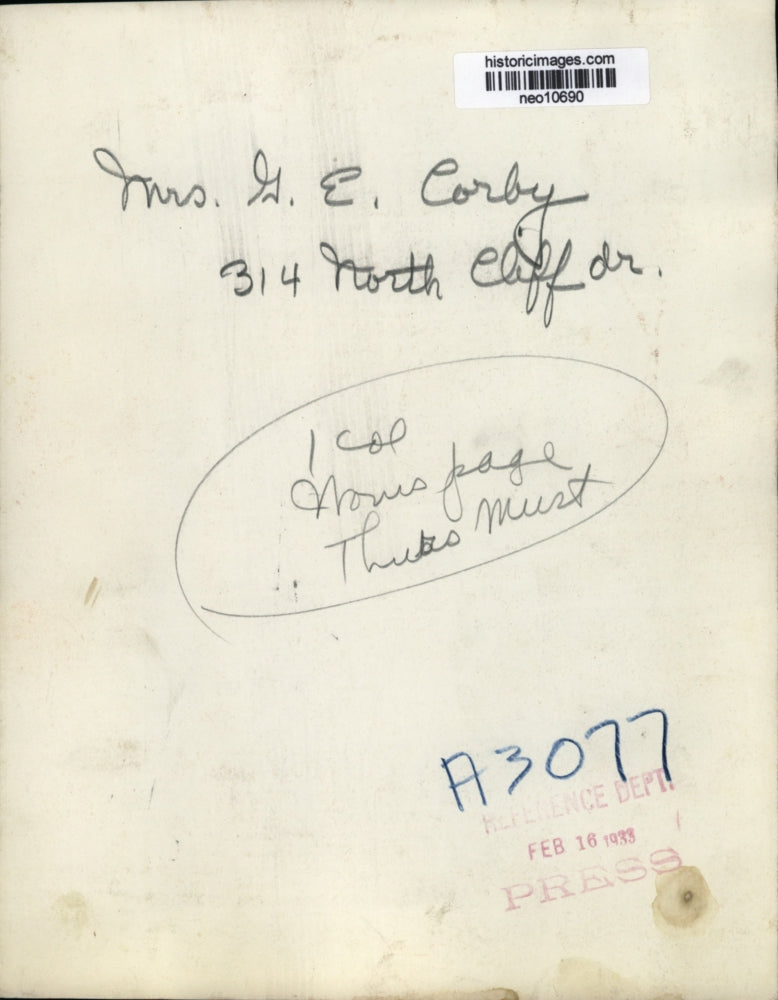 historicimages.com
neo10690
Mrs. G. E. Corby
314 North Cliff dr.
1 col
page
Thurs Must
A3077
REFERENCE DEPT.
FEB 16 1938
PRESS